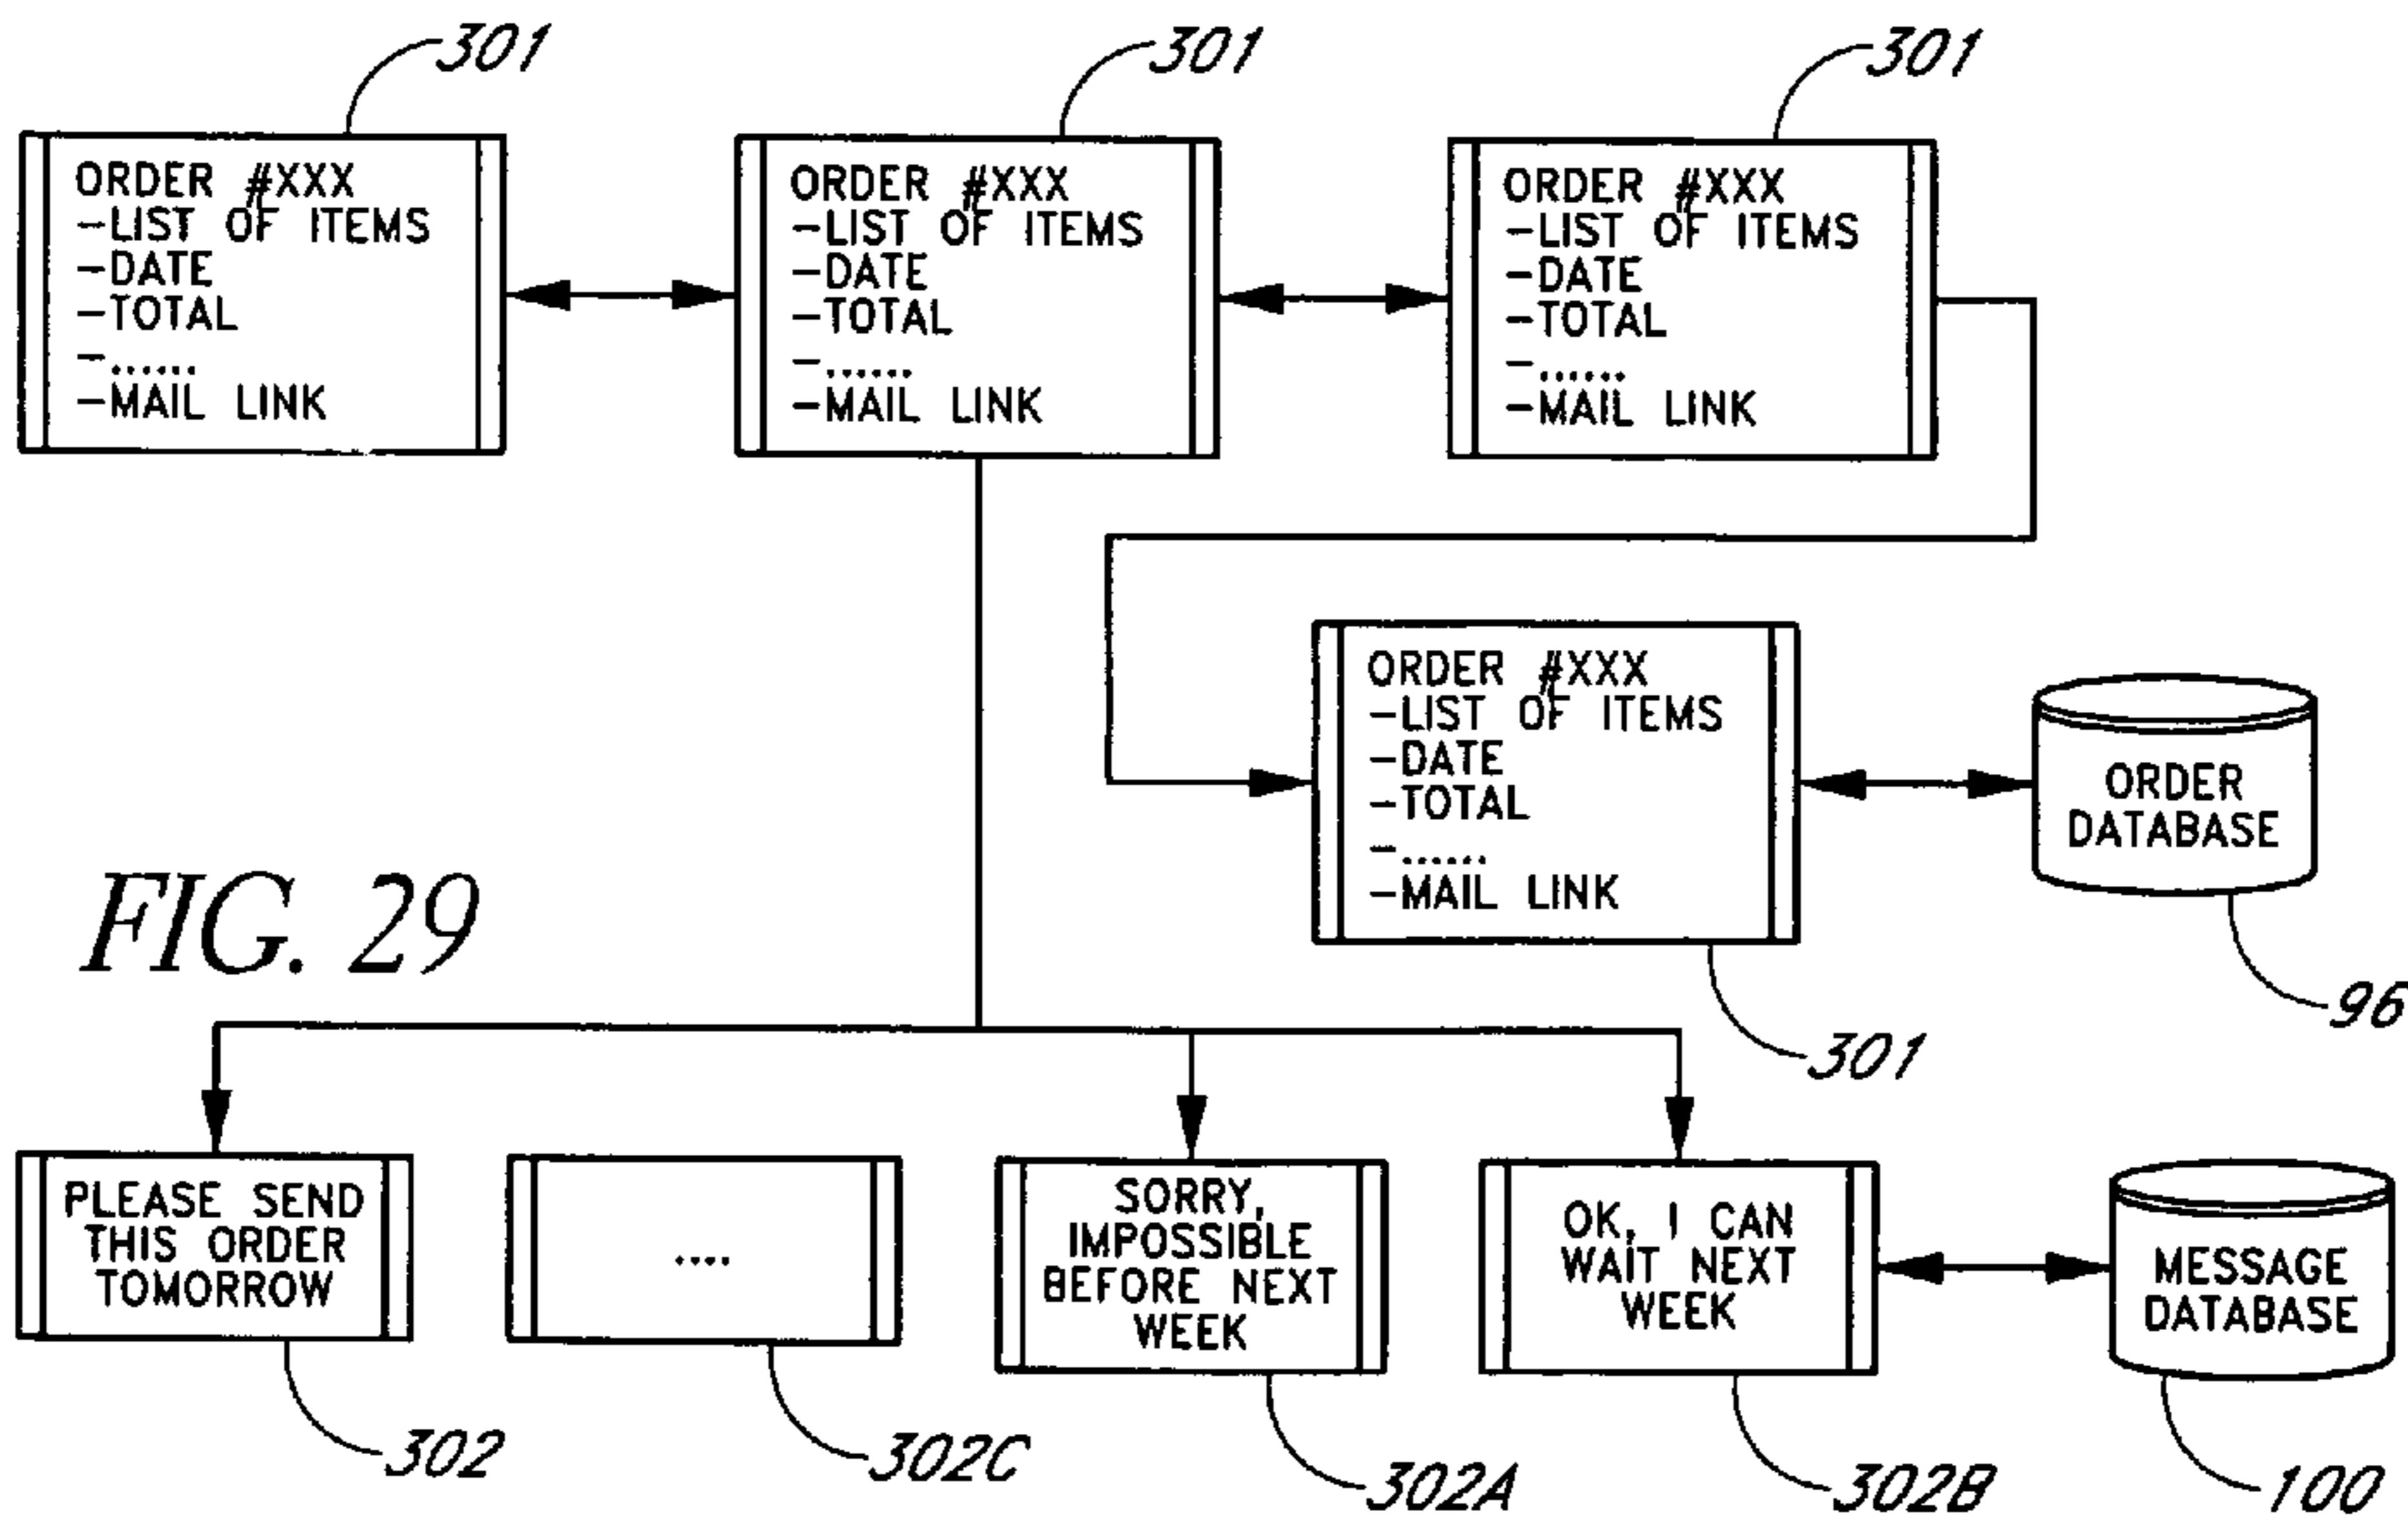 301
301
301
ORDER #XXX
-LIST OF ITEMS
-DATE
-TOTAL
-......
-MAIL LINK
ORDER #XXX
-LIST OF ITEMS
-DATE
-TOTAL
-......
-MAIL LINK
ORDER #XXX
-LIST OF ITEMS
-DATE
-TOTAL
-......
-MAIL LINK
ORDER #XXX
-LIST OF ITEMS
-DATE
-TOTAL
-......
-MAIL LINK
ORDER
DATABASE
FIG. 29
96
301
PLEASE SEND
THIS ORDER
TOMORROW
....
SORRY,
IMPOSSIBLE
BEFORE NEXT
WEEK
OK, I CAN
WAIT NEXT
WEEK
MESSAGE
DATABASE
302
302C
302A
302B
100